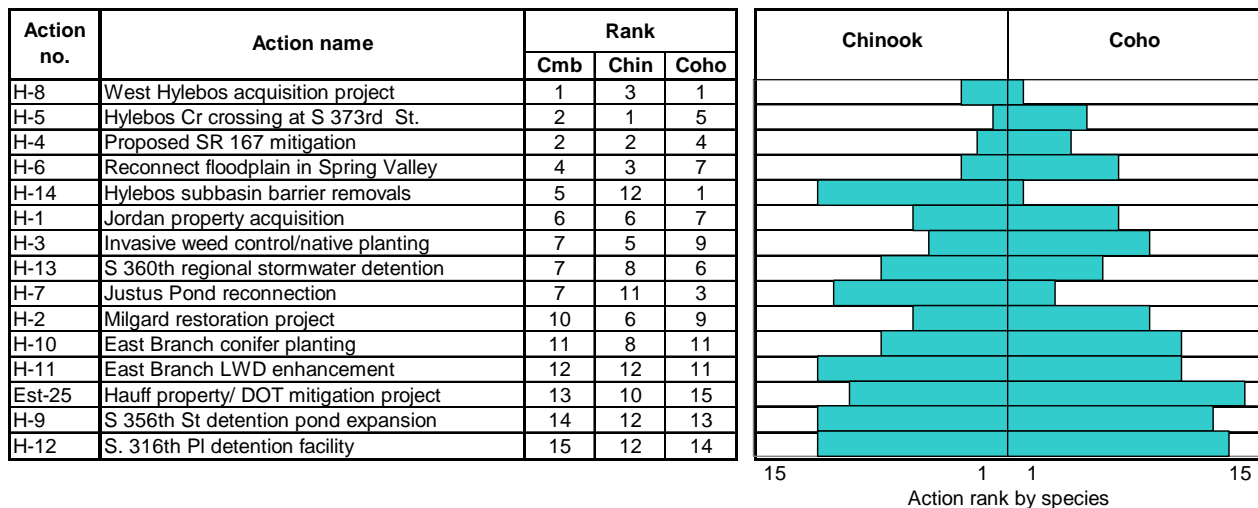 Action no. Action name Rank Chinook Coho
Cmb Chin Coho
H-8 West Hylebos acquisition project 1 3 1
H-5 Hylebos Cr crossing at S 373rd St. 2 1 5
H-4 Proposed SR 167 mitigation 2 2 4
H-6 Reconnect floodplain in Spring Valley 4 3 7
H-14 Hylebos subbasin barrier removals 5 12 1
H-1 Jordan property acquisition 6 6 7
H-3 Invasive weed control/native planting 7 5 9
H-13 S 360th regional stormwater detention 7 8 6
H-7 Justus Pond reconnection 7 11 3
H-2 Milgard restoration project 10 6 9
H-10 East Branch conifer planting 11 8 11
H-11 East Branch LWD enhancement 12 12 11
Est-25 Hauff property/ DOT mitigation project 13 10 15
H-9 S 356th St detention pond expansion 14 12 13
H-12 S. 316th Pl detention facility 15 12 14
15 1 1 15
Action rank by species